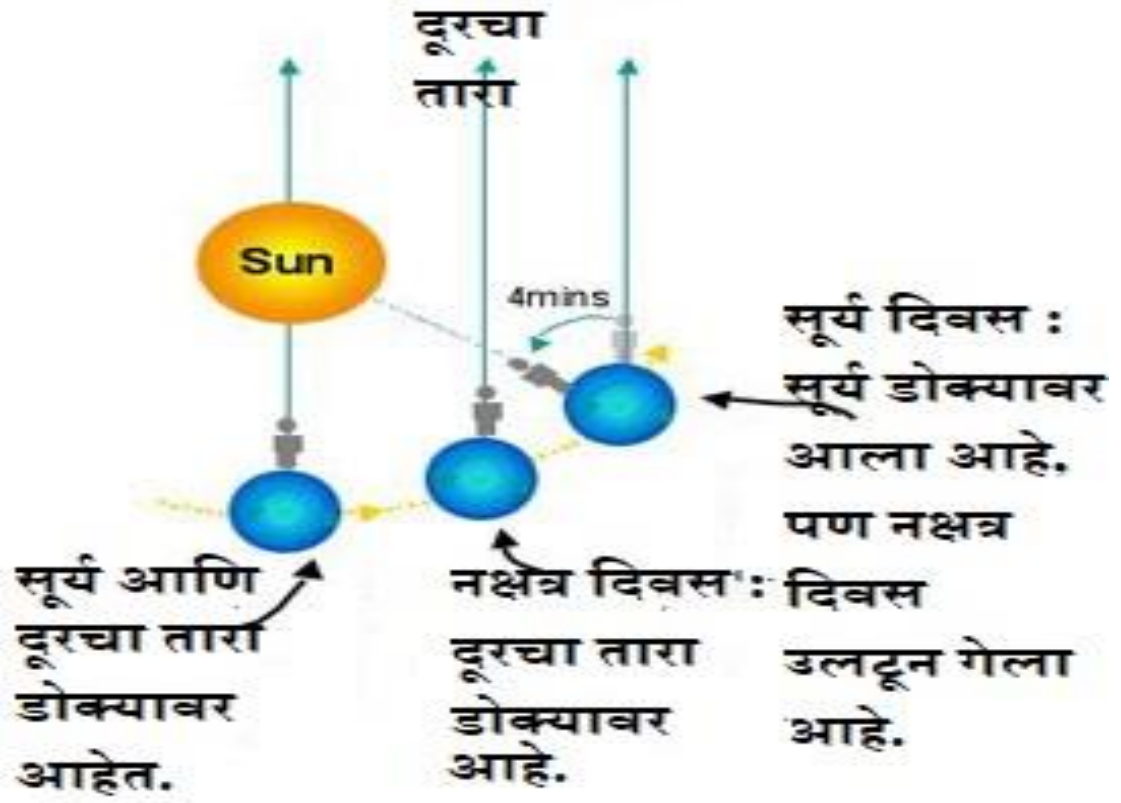 दूरचा
तारा
Sun
4mins
सूर्य दिवस :
सूर्य डोक्यावर
आला आहे.
पण नक्षत्र
दिवस
उलटून गेला
आहे.
सूर्य आणि
दूरचा तारा
डोक्यावर
आहेत.
नक्षत्र दिवस :
दूरचा तारा
डोक्यावर
आहे.